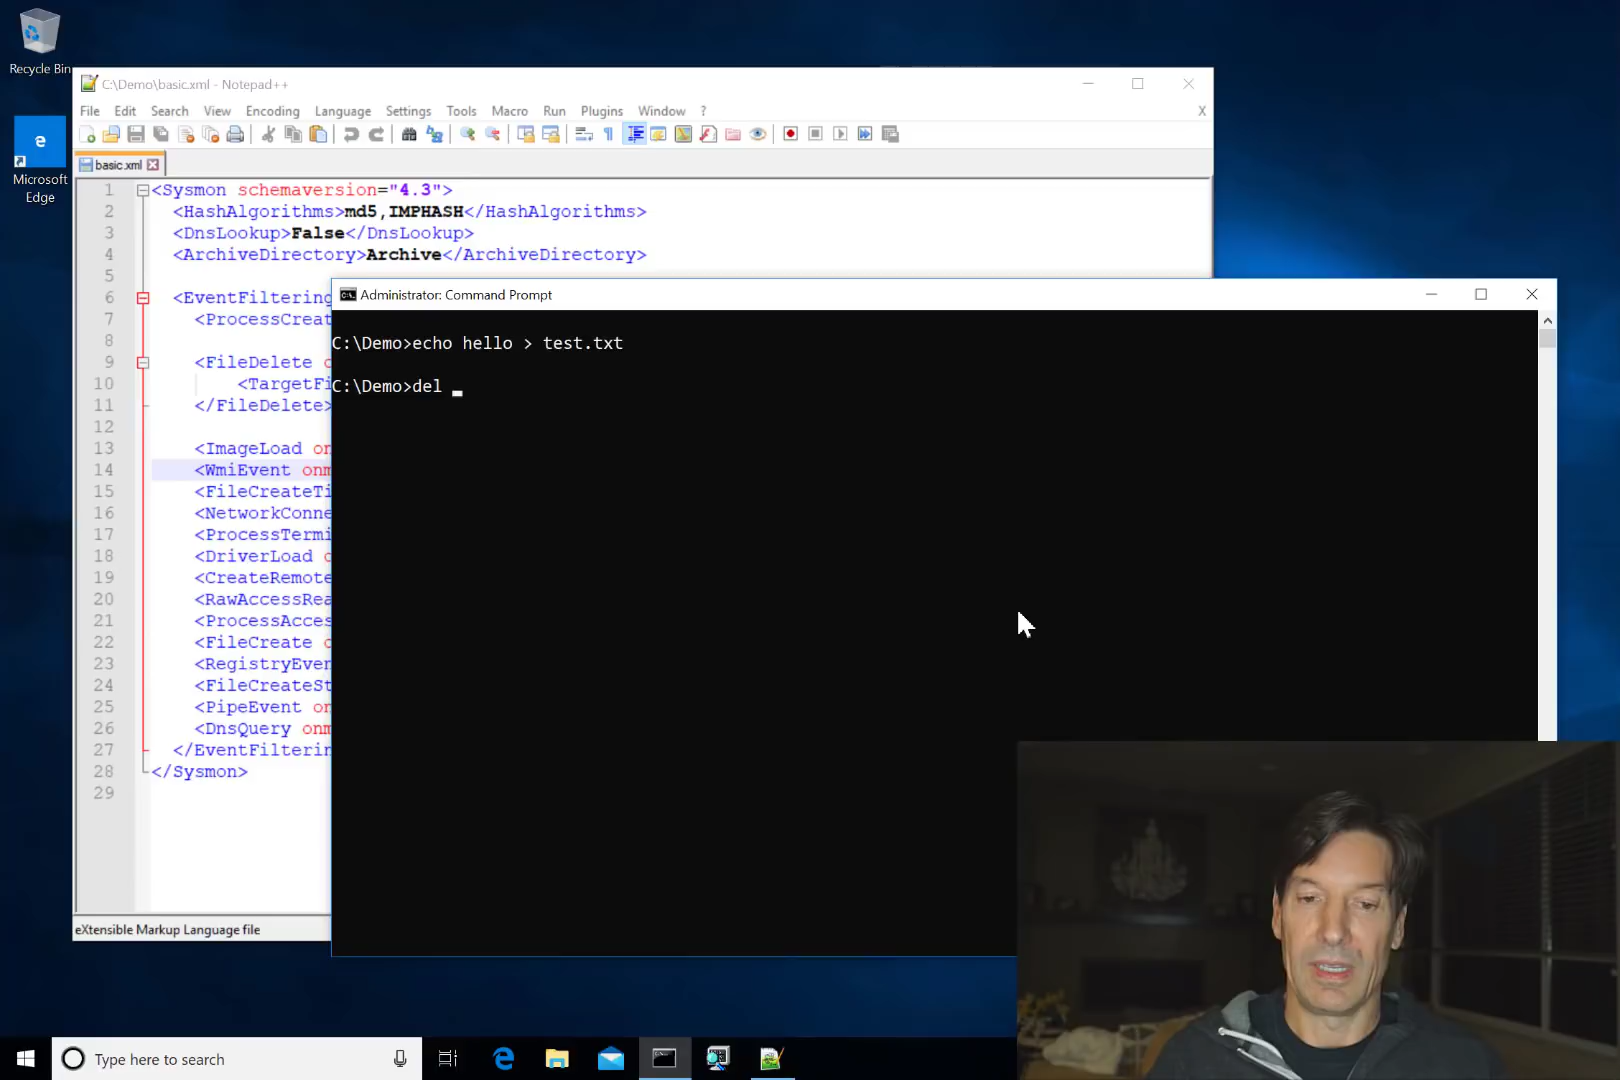 Recycle Bin
Microsoft
Edge
C:\Demo\basic.xml - Notepad++
File Edit Search View Encoding Language Settings Tools Macro Run Plugins Window ? X
basic.xml
1 <Sysmon schemaversion="4.3">
2 <HashAlgorithms>md5,IMPHASH</HashAlgorithms>
3 <DnsLookup>False</DnsLookup>
4 <ArchiveDirectory>Archive</ArchiveDirectory>
5
6 <EventFiltering
7 <ProcessCreat
8
9 <FileDelete o
10 <TargetFi
11 </FileDelete>
12
13 <ImageLoad on
14 <WmiEvent onm
15 <FileCreateTi
16 <NetworkConne
17 <ProcessTermi
18 <DriverLoad o
19 <CreateRemote
20 <RawAccessRea
21 <ProcessAcces
22 <FileCreate o
23 <RegistryEven
24 <FileCreateSt
25 <PipeEvent on
26 <DnsQuery onm
27 </EventFilterin
28 </Sysmon>
29
eXtensible Markup Language file
Administrator: Command Prompt
C:\Demo>echo hello > test.txt
C:\Demo>del _
Type here to search